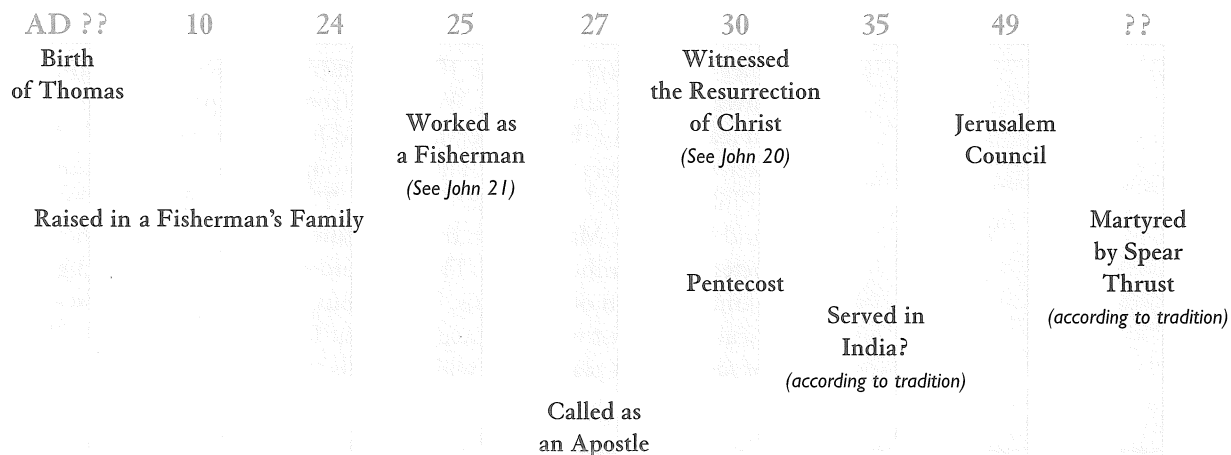 AD ?? 10 24 25 27 30 35 49 ??
Birth
of Thomas
Raised in a Fisherman's Family
Worked as
a Fisherman
(See John 21)
Called as
an Apostle
Witnessed
the Resurrection
of Christ
(See John 20)
Pentecost
Served in
India?
(according to tradition)
Jerusalem
Council
Martyred
by Spear
Thrust
(according to tradition)